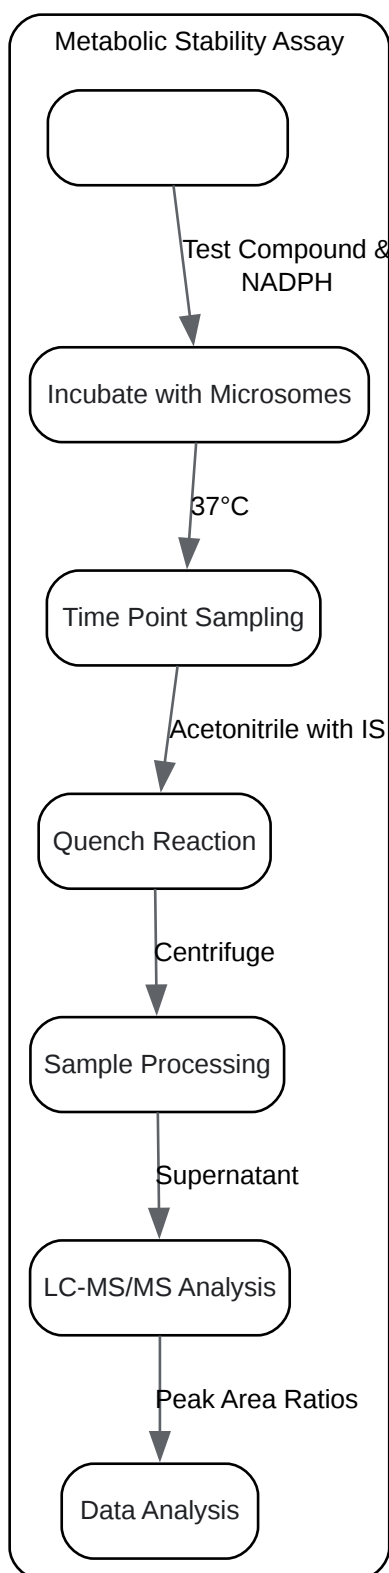 Metabolic Stability Assay
Test Compound &
NADPH
Incubate with Microsomes
37°C
Time Point Sampling
Acetonitrile with IS
Quench Reaction
Centrifuge
Sample Processing
Supernatant
LC-MS/MS Analysis
Peak Area Ratios
Data Analysis